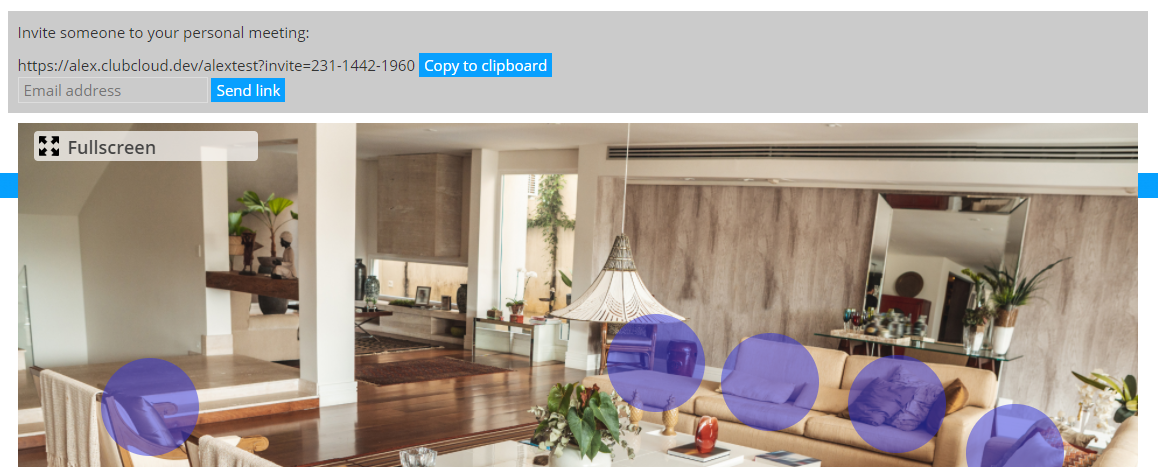 Invite someone to your personal meeting:
https://alex.clubcloud.dev/alextest?invite=231-1442-1960 Copy to clipboard
Email address Send link
Fullscreen